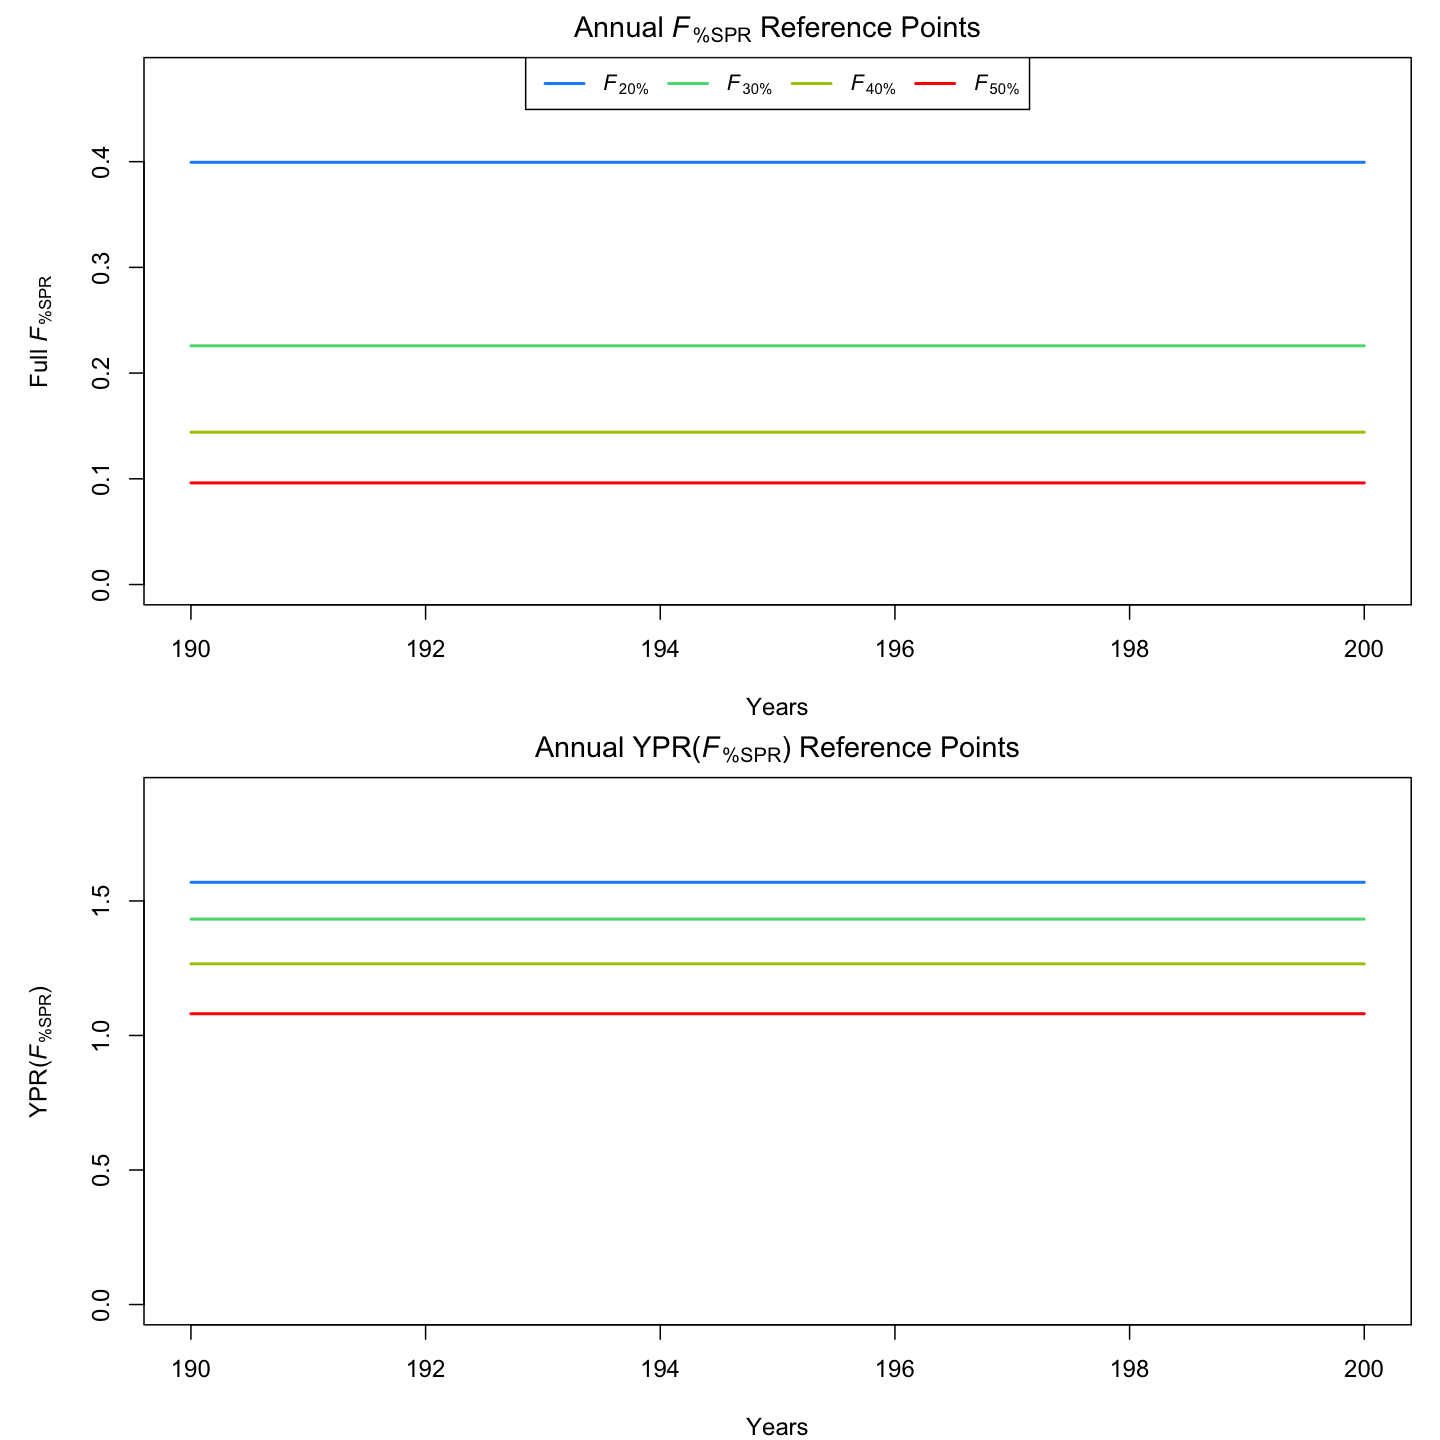 Annual F%SPR Reference Points
F20% F30% F40% F50%
Full F%SPR
0.4
0.3
0.2
0.1
0.0
190 192 194 196 198 200
Years
Annual YPR(F%SPR) Reference Points
YPR(F%SPR)
1.5
1.0
0.5
0.0
190 192 194 196 198 200
Years